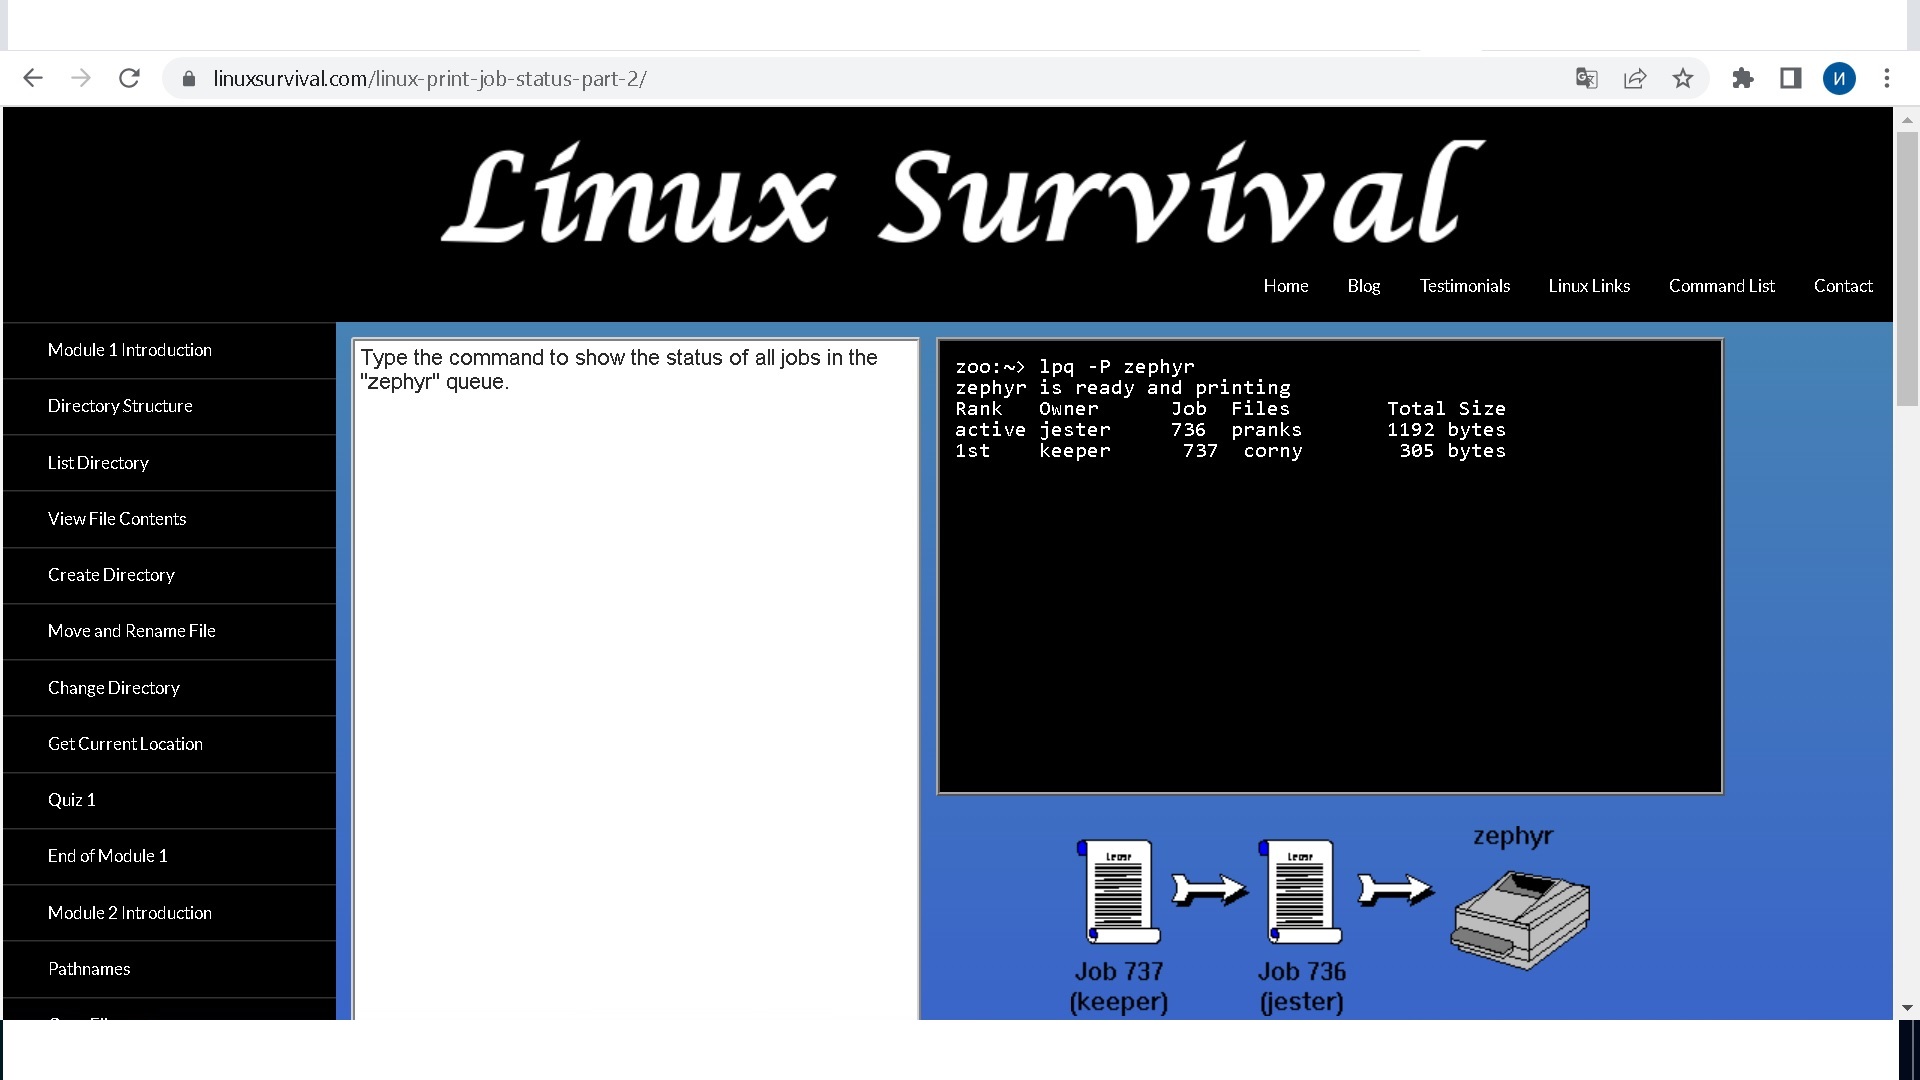 linuxsurvival.com/linux-print-job-status-part-2/
И
Linux Survival
Home Blog Testimonials Linux Links Command List Contact
Module 1 Introduction
Directory Structure
List Directory
View File Contents
Create Directory
Move and Rename File
Change Directory
Get Current Location
Quiz 1
End of Module 1
Module 2 Introduction
Pathnames
Type the command to show the status of all jobs in the
"zephyr" queue.
zoo:~> lpq -P zephyr
zephyr is ready and printing
Rank Owner Job Files Total Size
active jester 736 pranks 1192 bytes
1st keeper 737 corny 305 bytes
zephyr
Job 737
(keeper)
Job 736
(jester)